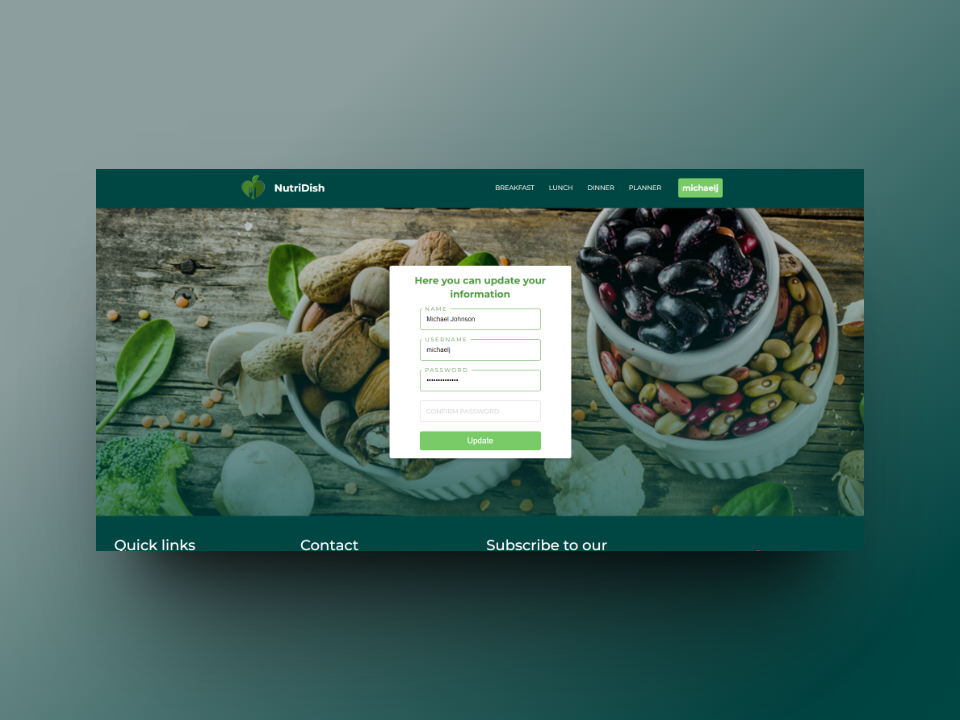 NutriDish
BREAKFAST LUNCH DINNER PLANNER michaelj
Here you can update your
information
NAME
Michael Johnson
USERNAME
michaelj
PASSWORD
••••••••••••••
CONFIRM PASSWORD
Update
Quick links Contact Subscribe to our